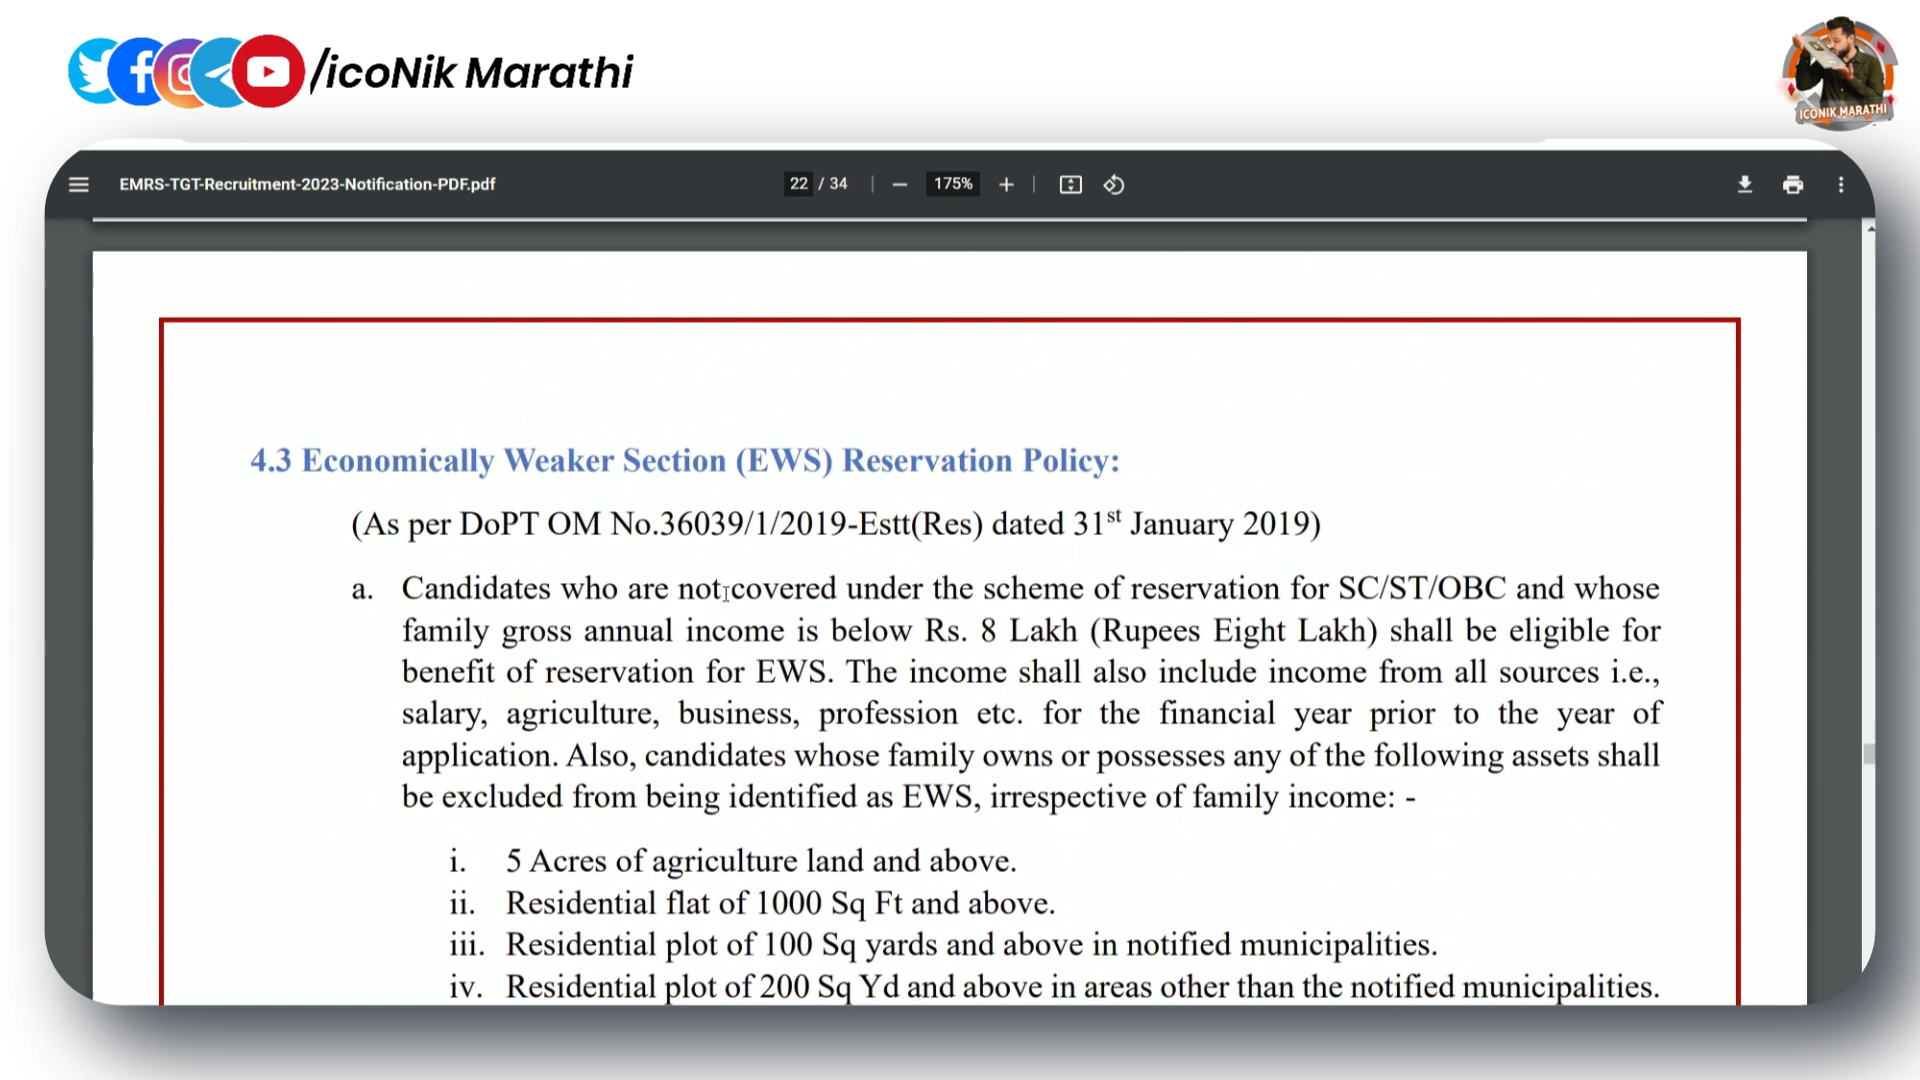 /icoNik Marathi
ICONIK MARATHI
EMRS-TGT-Recruitment-2023-Notification-PDF.pdf
22 / 34
175%
4.3 Economically Weaker Section (EWS) Reservation Policy:
(As per DoPT OM No.36039/1/2019-Estt(Res) dated 31st January 2019)
a. Candidates who are not covered under the scheme of reservation for SC/ST/OBC and whose
family gross annual income is below Rs. 8 Lakh (Rupees Eight Lakh) shall be eligible for
benefit of reservation for EWS. The income shall also include income from all sources i.e.,
salary, agriculture, business, profession etc. for the financial year prior to the year of
application. Also, candidates whose family owns or possesses any of the following assets shall
be excluded from being identified as EWS, irrespective of family income: -
i. 5 Acres of agriculture land and above.
ii. Residential flat of 1000 Sq Ft and above.
iii. Residential plot of 100 Sq yards and above in notified municipalities.
iv. Residential plot of 200 Sq Yd and above in areas other than the notified municipalities.